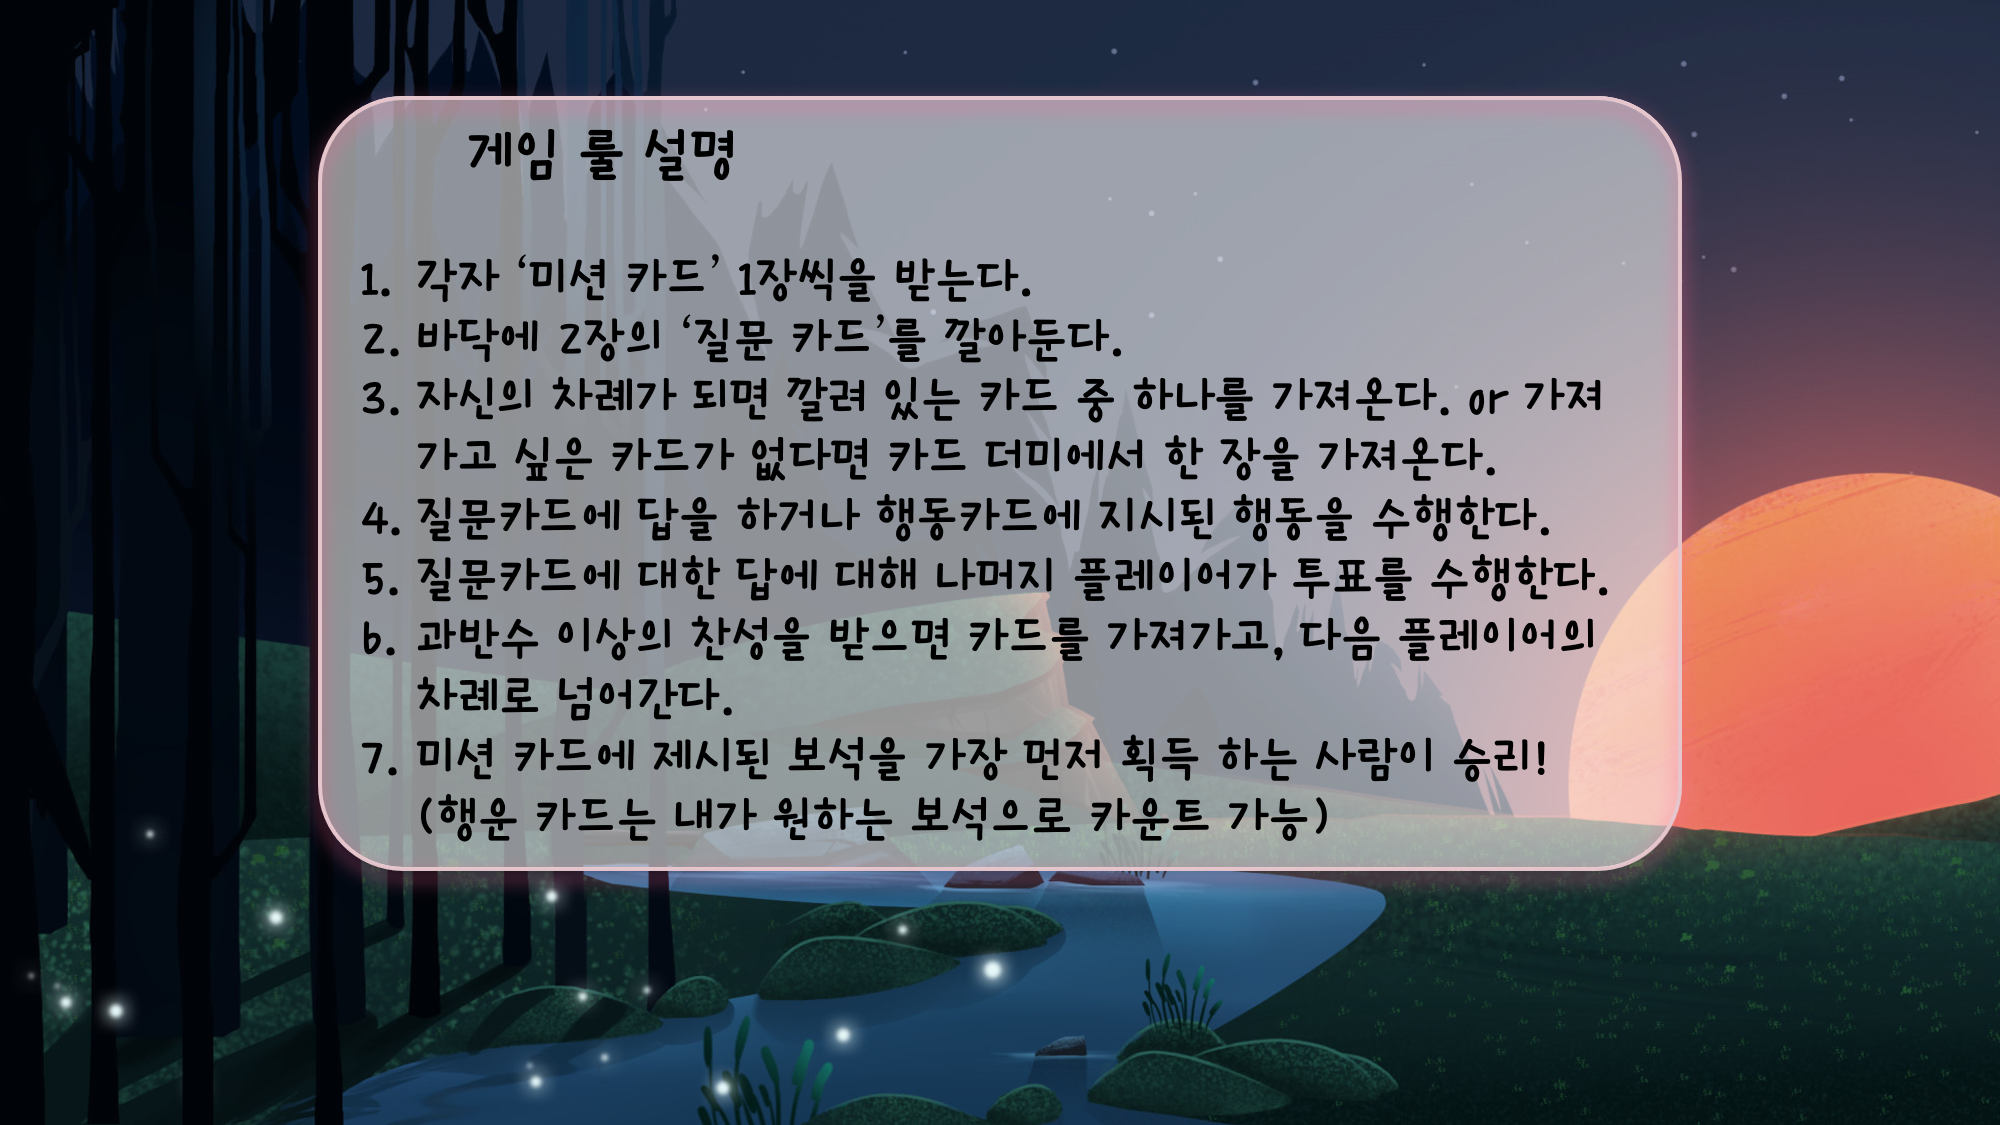 게임 룰 설명
1. 각자 ‘미션 카드’ 1장씩을 받는다.
2. 바닥에 2장의 ‘질문 카드’를 깔아둔다.
3. 자신의 차례가 되면 깔려 있는 카드 중 하나를 가져온다. or 가져
가고 싶은 카드가 없다면 카드 더미에서 한 장을 가져온다.
4. 질문카드에 답을 하거나 행동카드에 지시된 행동을 수행한다.
5. 질문카드에 대한 답에 대해 나머지 플레이어가 투표를 수행한다.
6. 과반수 이상의 찬성을 받으면 카드를 가져가고, 다음 플레이어의
차례로 넘어간다.
7. 미션 카드에 제시된 보석을 가장 먼저 획득 하는 사람이 승리!
(행운 카드는 내가 원하는 보석으로 카운트 가능)